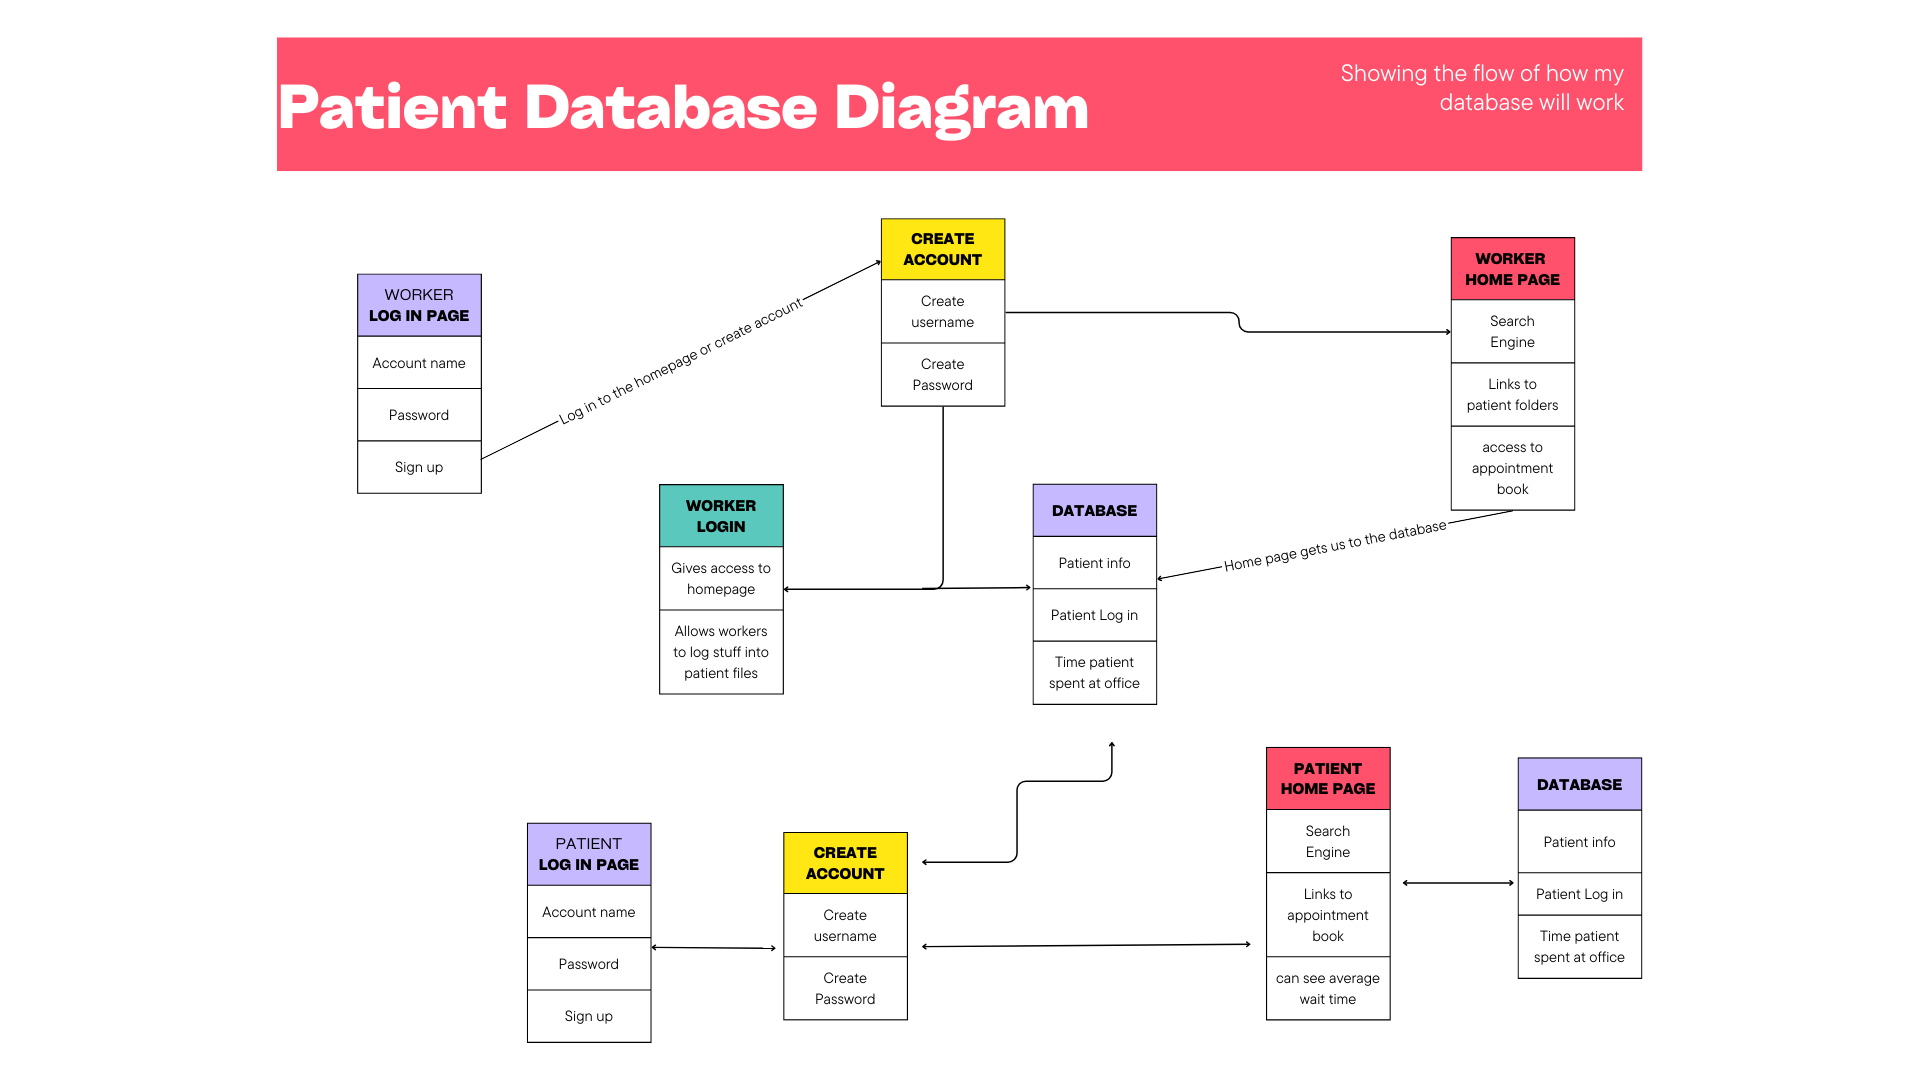 Patient Database Diagram
Showing the flow of how my
database will work
WORKER
LOG IN PAGE
Account name
Password
Sign up
Log in to the homepage or create account
CREATE
ACCOUNT
Create
username
Create
Password
WORKER
HOME PAGE
Search
Engine
Links to
patient folders
access to
appointment
book
Home page gets us to the database
WORKER
LOGIN
Gives access to
homepage
Allows workers
to log stuff into
patient files
DATABASE
Patient info
Patient Log in
Time patient
spent at office
PATIENT
LOG IN PAGE
Account name
Password
Sign up
CREATE
ACCOUNT
Create
username
Create
Password
PATIENT
HOME PAGE
Search
Engine
Links to
appointment
book
can see average
wait time
DATABASE
Patient info
Patient Log in
Time patient
spent at office